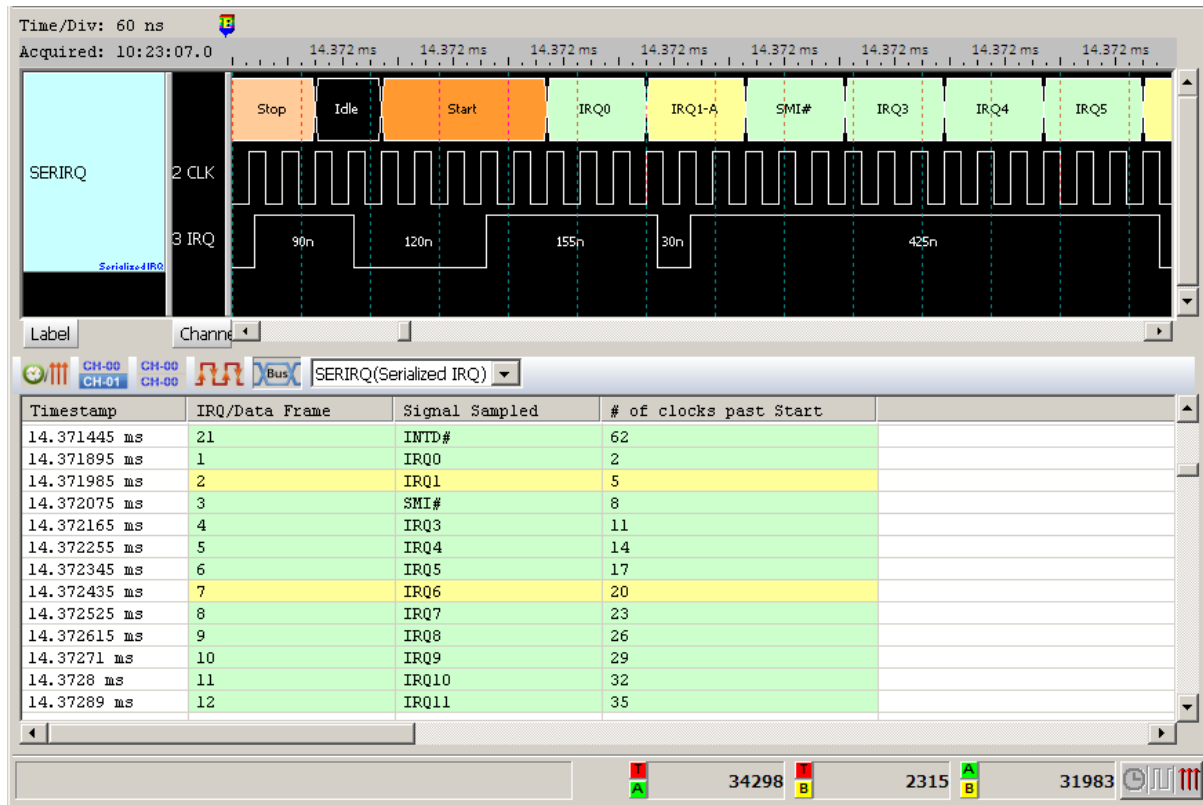 Time/Div: 60 ns
B
Acquired: 10:23:07.0
14.372 ms 14.372 ms 14.372 ms 14.372 ms 14.372 ms 14.372 ms 14.372 ms 14.372 ms
Stop Idle Start IRQ0 IRQ1-A SMI# IRQ3 IRQ4 IRQ5
SERIRQ 2 CLK
3 IRQ 90n 120n 155n 30n 425n
Serialized IRQ
Label Channe
CH-00 CH-00
CH-01 CH-00
Bus SERIRQ(Serialized IRQ)
Timestamp IRQ/Data Frame Signal Sampled # of clocks past Start
14.371445 ms 21 INTD# 62
14.371895 ms 1 IRQ0 2
14.371985 ms 2 IRQ1 5
14.372075 ms 3 SMI# 8
14.372165 ms 4 IRQ3 11
14.372255 ms 5 IRQ4 14
14.372345 ms 6 IRQ5 17
14.372435 ms 7 IRQ6 20
14.372525 ms 8 IRQ7 23
14.372615 ms 9 IRQ8 26
14.37271 ms 10 IRQ9 29
14.3728 ms 11 IRQ10 32
14.37289 ms 12 IRQ11 35
T A 34298 T B 2315 A B 31983